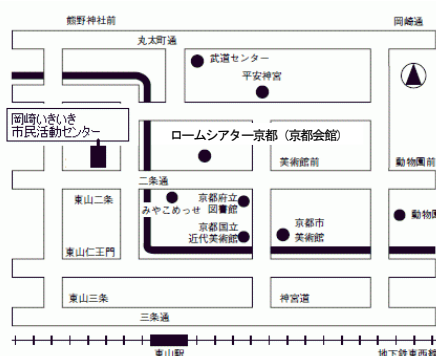 熊野神社前
岡崎通
丸太町通
武道センター
平安神宮
岡崎いきいき
市民活動センター
ロームシアター京都（京都会館）
美術館前
動物園前
二条通
東山二条
みやこめっせ
京都府立
図書館
京都国立
近代美術館
京都市
美術館
動物園
東山仁王門
東山三条
神宮道
三条通
東山駅
地下鉄東西線